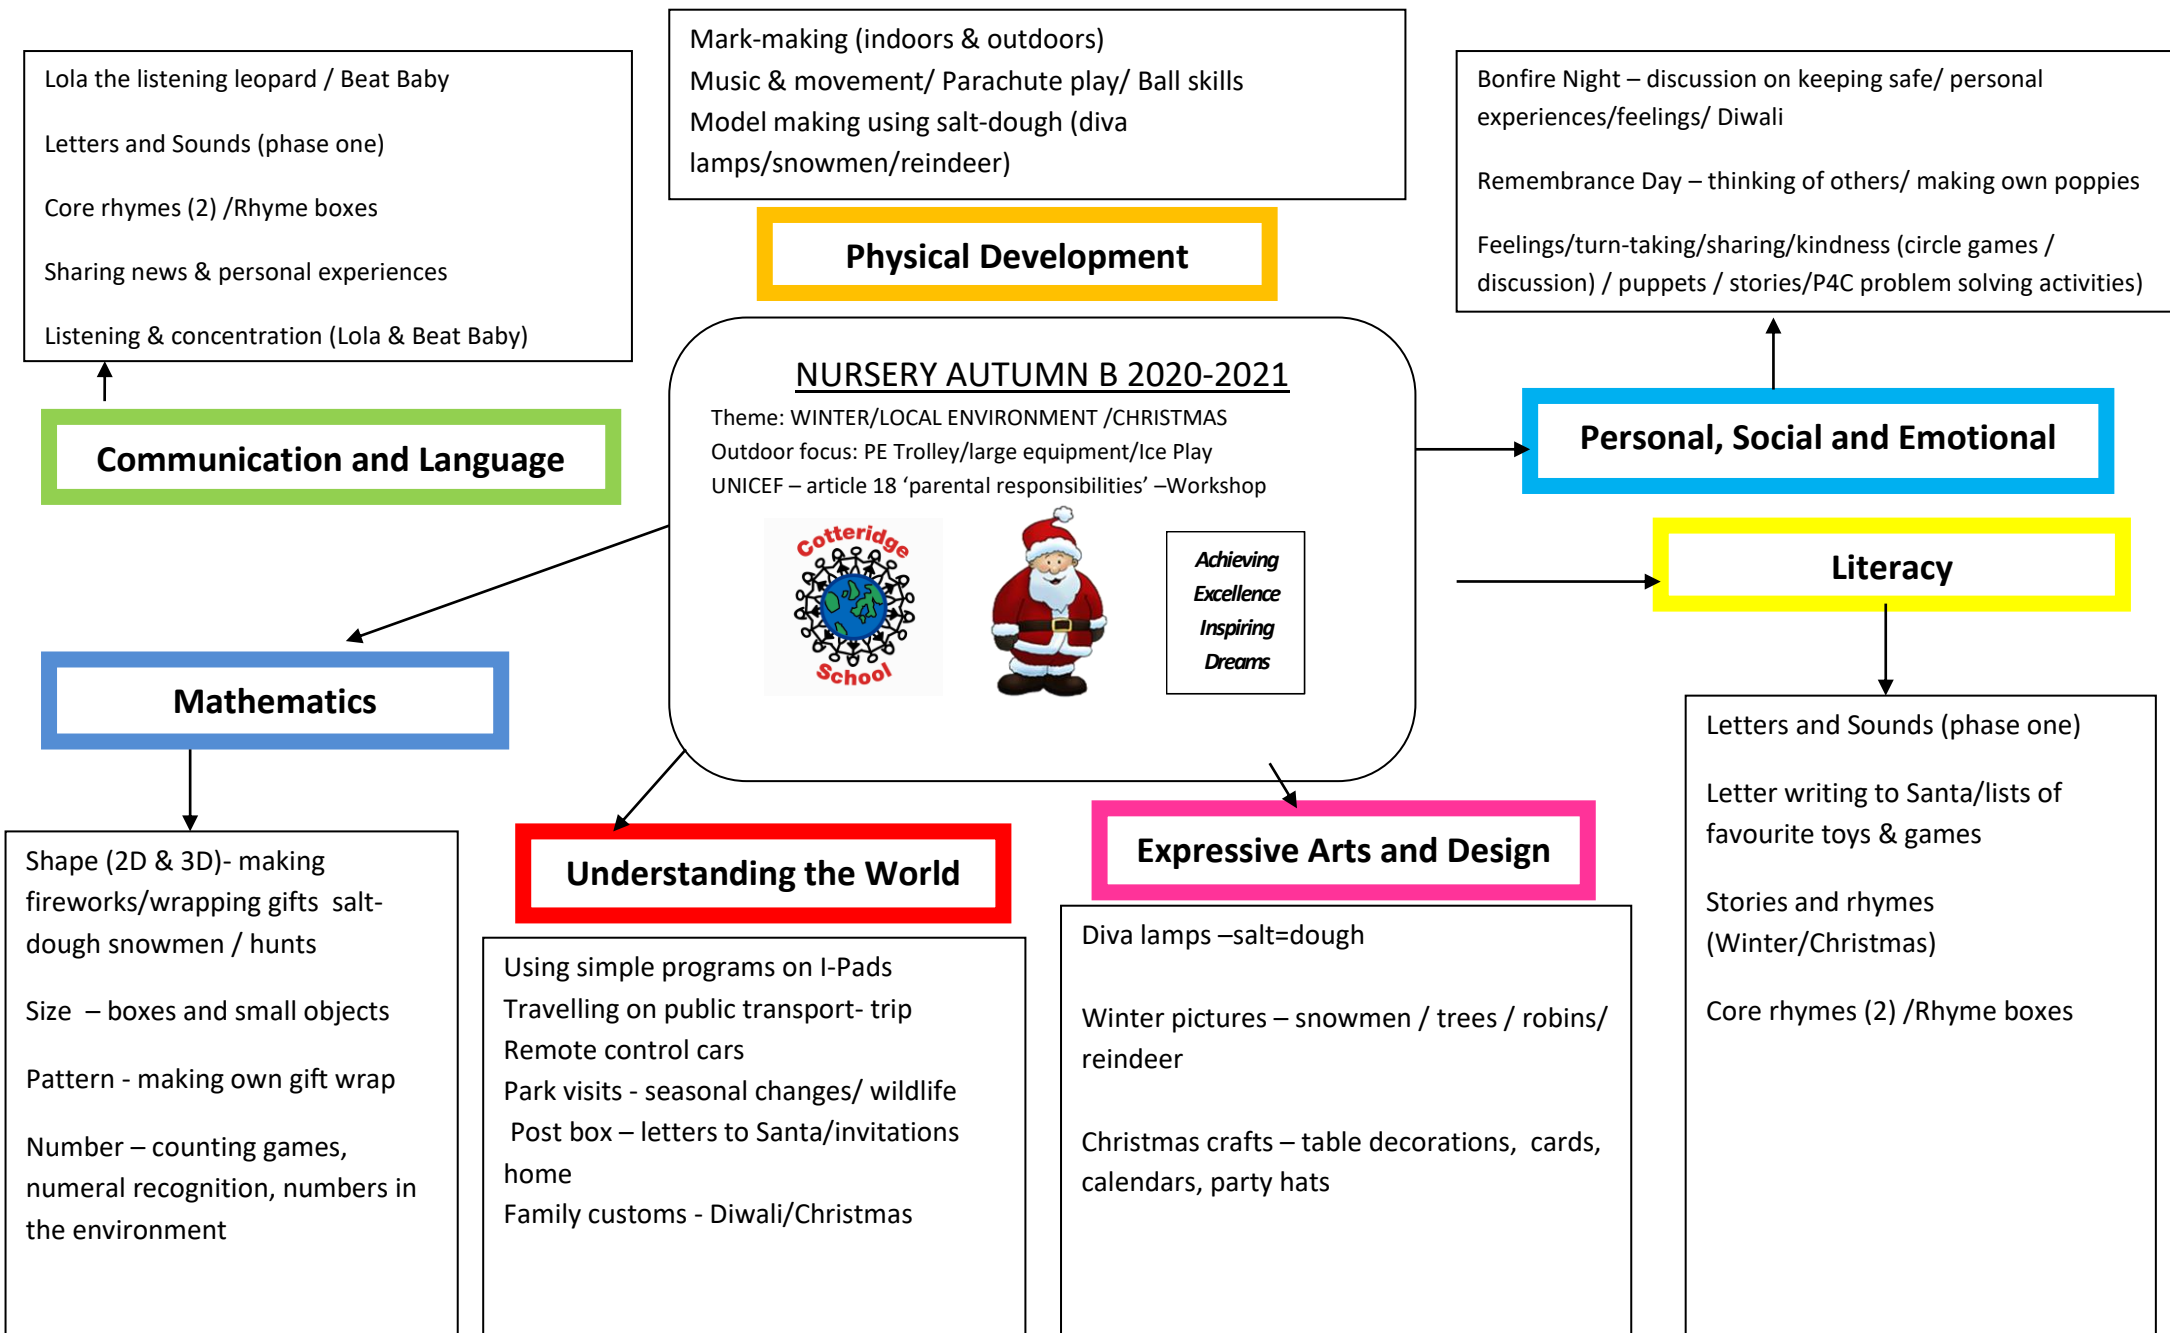 Mark-making (indoors & outdoors)
Music & movement/ Parachute play/ Ball skills
Model making using salt-dough (diva
lamps/snowmen/reindeer)
Lola the listening leopard / Beat Baby
Letters and Sounds (phase one)
Core rhymes (2) /Rhyme boxes
Sharing news & personal experiences
Listening & concentration (Lola & Beat Baby)
Bonfire Night – discussion on keeping safe/ personal
experiences/feelings/ Diwali
Remembrance Day – thinking of others/ making own poppies
Feelings/turn-taking/sharing/kindness (circle games /
discussion) / puppets / stories/P4C problem solving activities)
Physical Development
Communication and Language
NURSERY AUTUMN B 2020-2021
Theme: WINTER/LOCAL ENVIRONMENT /CHRISTMAS
Outdoor focus: PE Trolley/large equipment/Ice Play
UNICEF – article 18 ‘parental responsibilities’ –Workshop
Cotteridge
School
Achieving
Excellence
Inspiring
Dreams
Personal, Social and Emotional
Literacy
Mathematics
Understanding the World
Expressive Arts and Design
Shape (2D & 3D)- making
fireworks/wrapping gifts  salt-
dough snowmen / hunts
Size  – boxes and small objects
Pattern - making own gift wrap
Number – counting games,
numeral recognition, numbers in
the environment
Using simple programs on I-Pads
Travelling on public transport- trip
Remote control cars
Park visits - seasonal changes/ wildlife
Post box – letters to Santa/invitations
home
Family customs - Diwali/Christmas
Diva lamps –salt=dough
Winter pictures – snowmen / trees / robins/
reindeer
Christmas crafts – table decorations,  cards,
calendars, party hats
Letters and Sounds (phase one)
Letter writing to Santa/lists of
favourite toys & games
Stories and rhymes
(Winter/Christmas)
Core rhymes (2) /Rhyme boxes